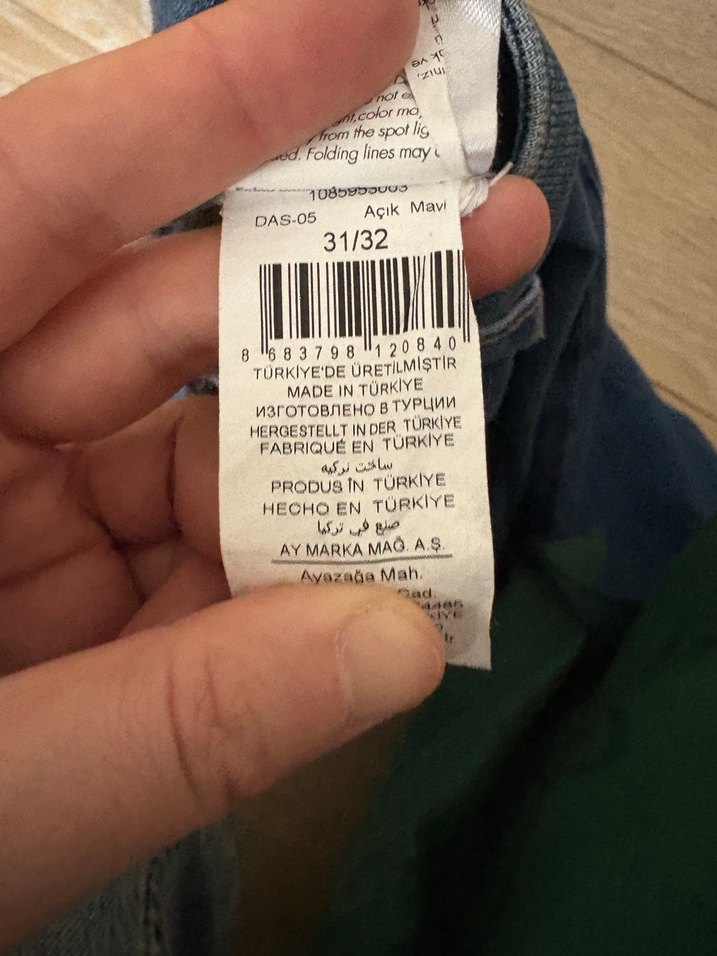 not
color
from the spot
Folding lines may
1085953003
DAS-05 Açık Mavi
31/32
8 683798 120840
TÜRKİYE'DE ÜRETİLMİŞTİR
MADE IN TÜRKİYE
ИЗГОТОВЛЕНО В ТУРЦИИ
HERGESTELLT IN DER TÜRKİYE
FABRIQUÉ EN TÜRKİYE
ساخت ترکیه
PRODUS ÎN TÜRKİYE
HECHO EN TÜRKİYE
صنع في تركيا
AY MARKA MAĞ. A.Ş.
Ayazağa Mah.
Cad.